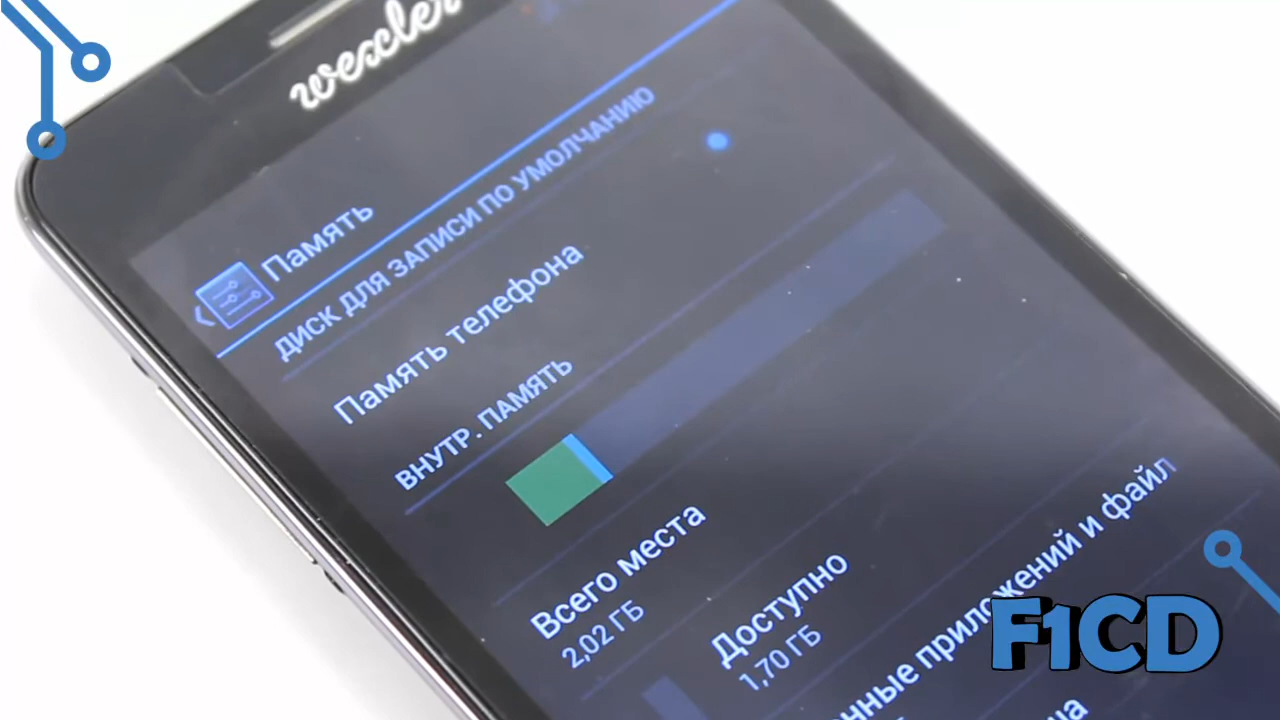 wexler
Память
ДИСК ДЛЯ ЗАПИСИ ПО УМОЛЧАНИЮ
Память телефона
ВНУТР. ПАМЯТЬ
Всего места
2,02 ГБ
Доступно
1,70 ГБ
приложений и файл
F1CD